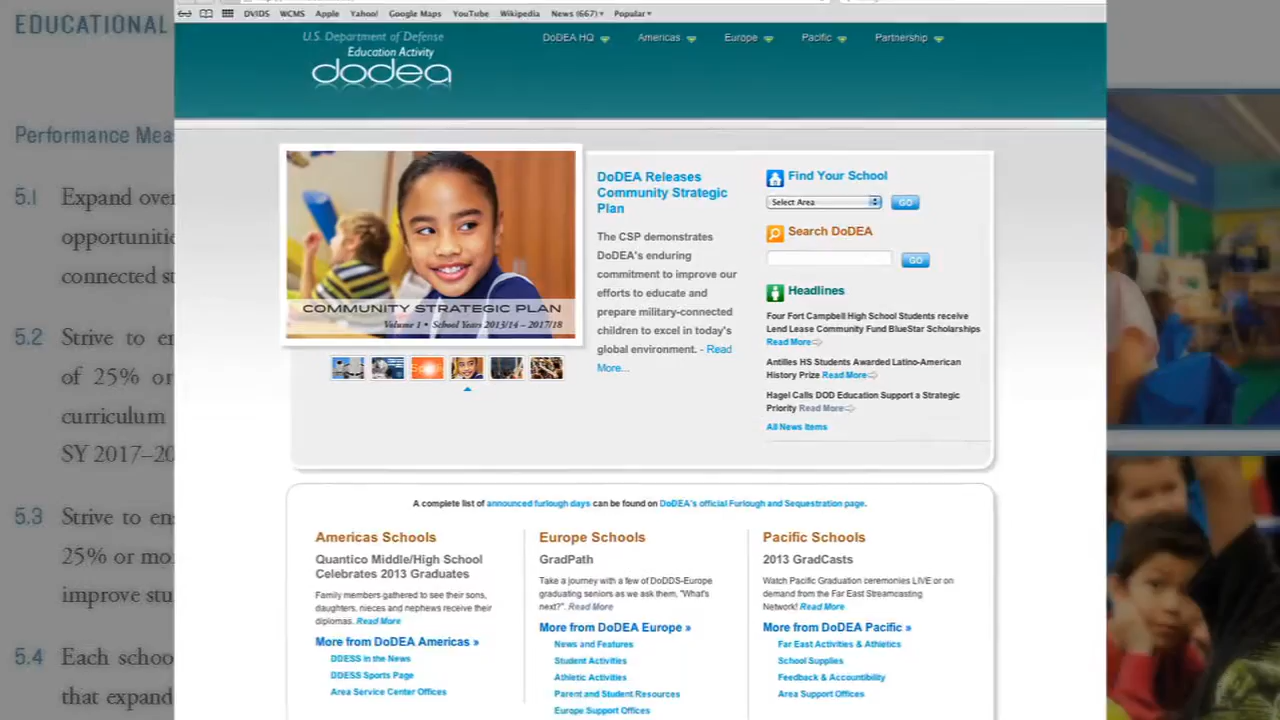 EDUCATIONAL
Performance Mea
5.1 Expand over
opportunities
connected st
5.2 Strive to en
of 25% or
curriculum
SY 2017–20
5.3 Strive to ens
25% or mor
improve stu
5.4 Each schoo
that expand
DVIDS WCMS Apple Yahoo! Google Maps YouTube Wikipedia News (667) Popular
U.S. Department of Defense
Education Activity
dodea
DoDEA HQ Americas Europe Pacific Partnership
COMMUNITY STRATEGIC PLAN
Volume 1 • School Years 2013/14 – 2017/18
DoDEA Releases
Community Strategic
Plan
The CSP demonstrates
DoDEA's enduring
commitment to improve our
efforts to educate and
prepare military-connected
children to excel in today's
global environment. - Read
More...
Find Your School
Select Area GO
Search DoDEA
GO
Headlines
Four Fort Campbell High School Students receive
Lend Lease Community Fund BlueStar Scholarships
Read More
Antilles HS Students Awarded Latino-American
History Prize Read More
Hagel Calls DOD Education Support a Strategic
Priority Read More
All News Items
A complete list of announced furlough days can be found on DoDEA's official Furlough and Sequestration page.
Americas Schools
Quantico Middle/High School
Celebrates 2013 Graduates
Family members gathered to see their sons,
daughters, nieces and nephews receive their
diplomas. Read More
More from DoDEA Americas »
DDESS in the News
DDESS Sports Page
Area Service Center Offices
Europe Schools
GradPath
Take a journey with a few of DoDDS-Europe
graduating seniors as we ask them, "What's
next?". Read More
More from DoDEA Europe »
News and Features
Student Activities
Athletic Activities
Parent and Student Resources
Europe Support Offices
Pacific Schools
2013 GradCasts
Watch Pacific Graduation ceremonies LIVE or on
demand from the Far East Streamcasting
Network! Read More
More from DoDEA Pacific »
Far East Activities & Athletics
School Supplies
Feedback & Accountability
Area Support Offices